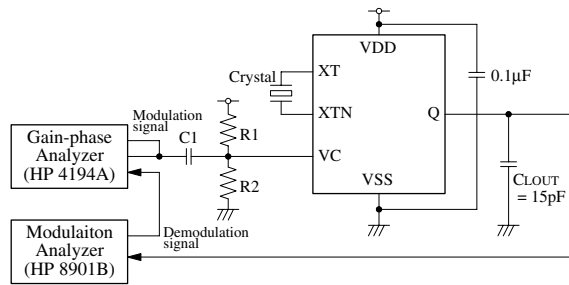 VDD
Crystal
XT
XTN
0.1μF
Q
Modulation
signal
C1
R1
Gain-phase
Analyzer
(HP 4194A)
VC
R2
VSS
CLOUT
= 15pF
Modulaiton
Analyzer
(HP 8901B)
Demodulation
signal